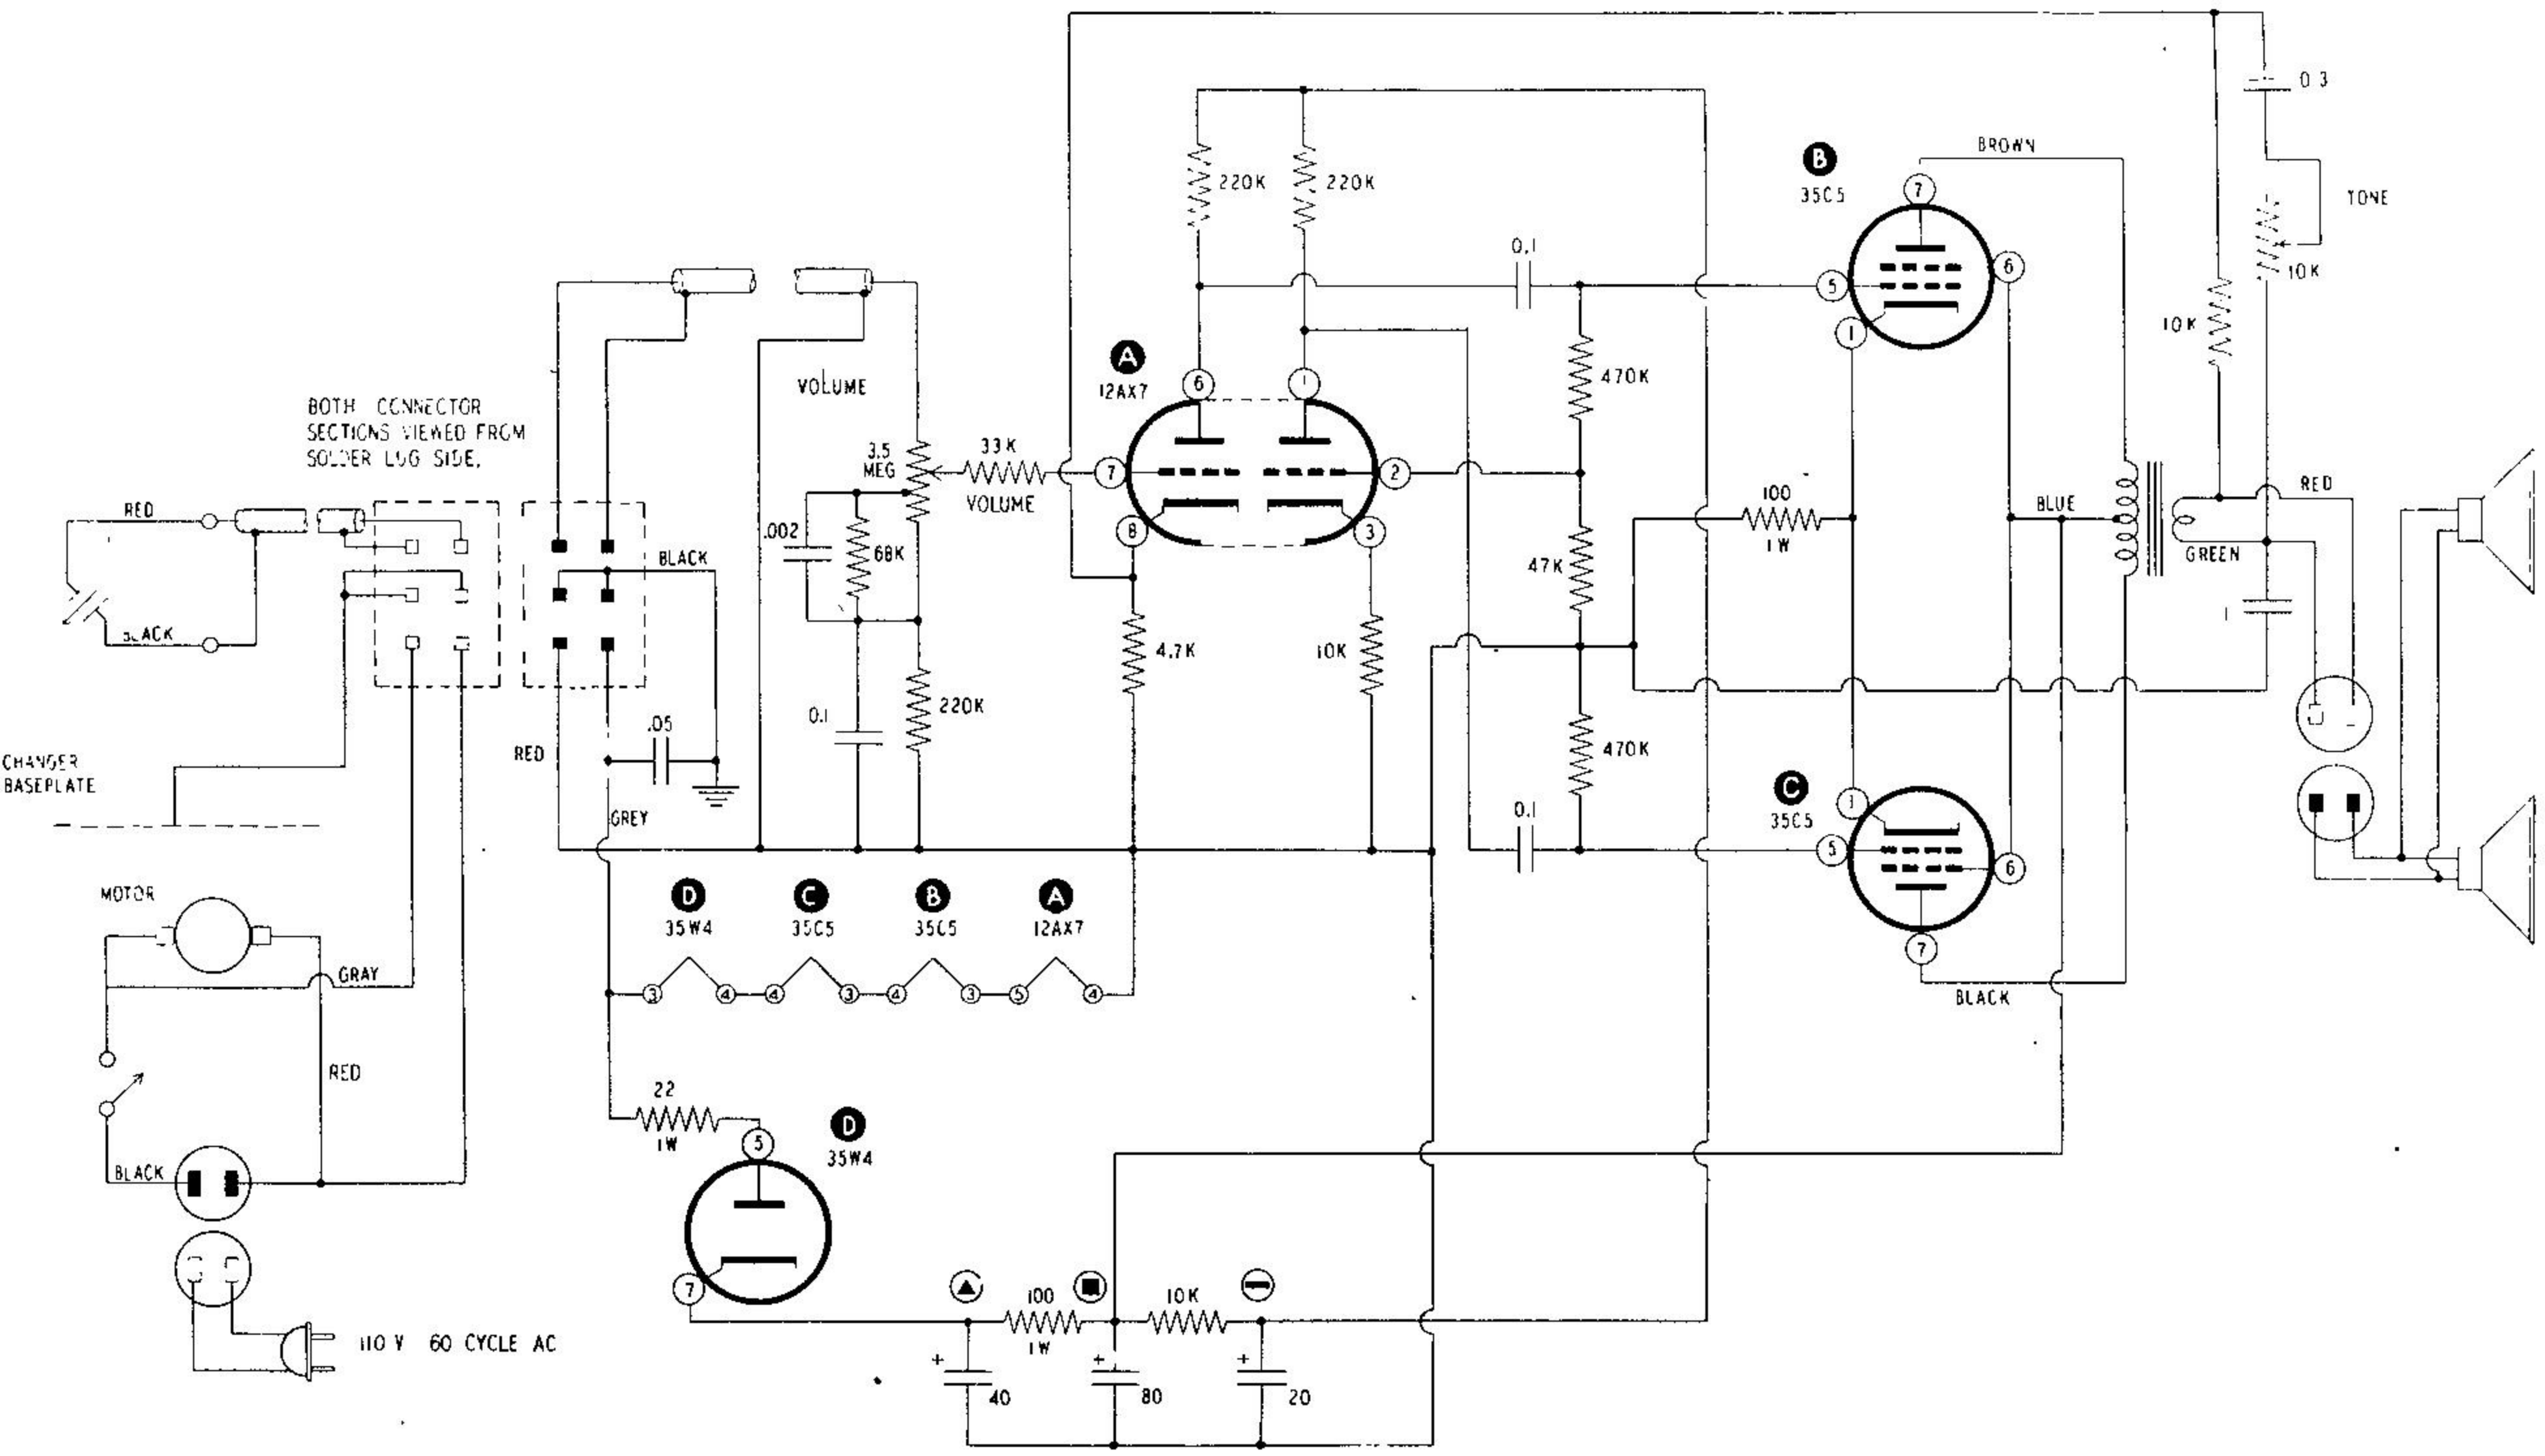 0 3
BROWN
B
35C5
TONE
220K
220K
7
10K
0.1
6
5
10K
1
VOLUME
A
12AX7
6
1
470K
BOTH CONNECTOR
SECTIONS VIEWED FROM
SOLDER LUG SIDE.
3.5
MEG
33K
VOLUME
7
2
RED
RED
100
1W
BLUE
GREEN
.002
68K
BLACK
8
3
47K
BLACK
4.7K
10K
1
220K
0.1
.05
RED
470K
CHANGER
BASEPLATE
GREY
0.1
C
35C5
1
5
6
7
BLACK
MOTOR
D
35W4
C
35C5
B
35C5
A
12AX7
GRAY
3
4
4
3
4
3
5
4
RED
22
1W
5
D
35W4
BLACK
7
100
1W
10K
110 V 60 CYCLE AC
+
40
+
80
+
20